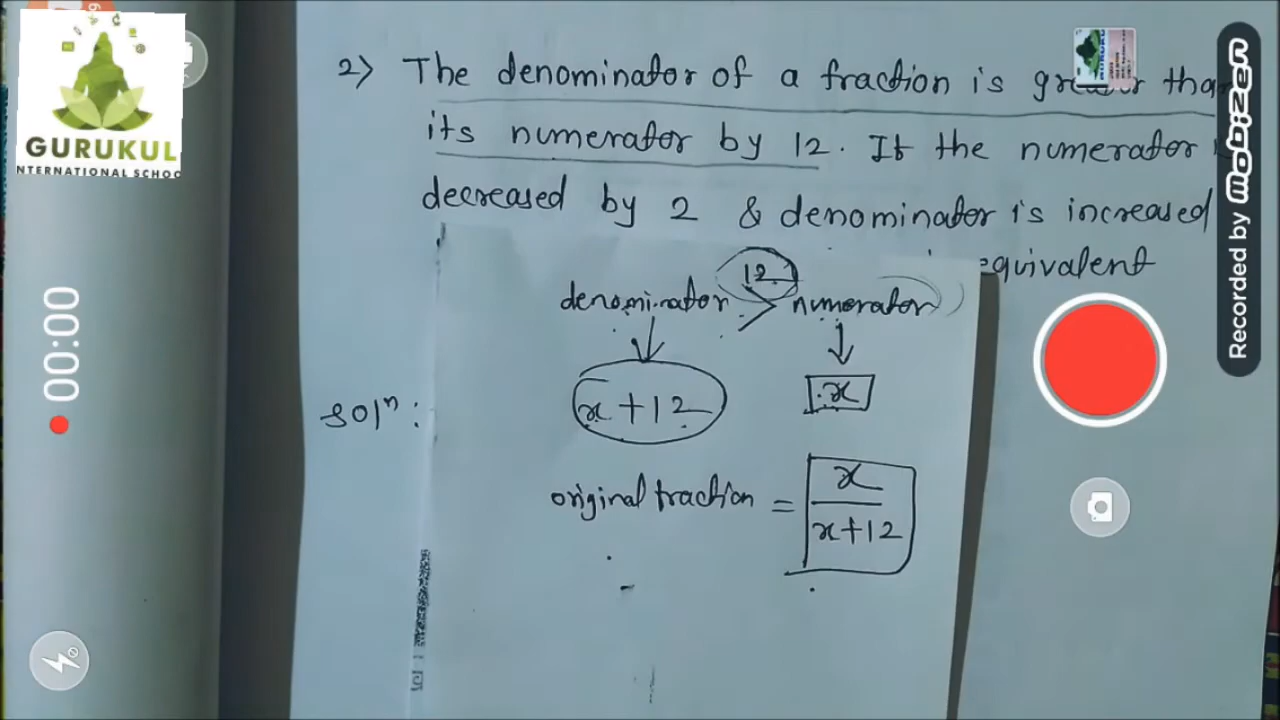 2) The denominator of a fraction is greater than
its numerator by 12. If the numerator
decreased by 2 & denominator is increased
equivalent
12
denominator > numerator
x+12 x
Solⁿ:
original fraction = x/x+12
GURUKUL
NTERNATIONAL SCHOO
00:00
Recorded by mobizen